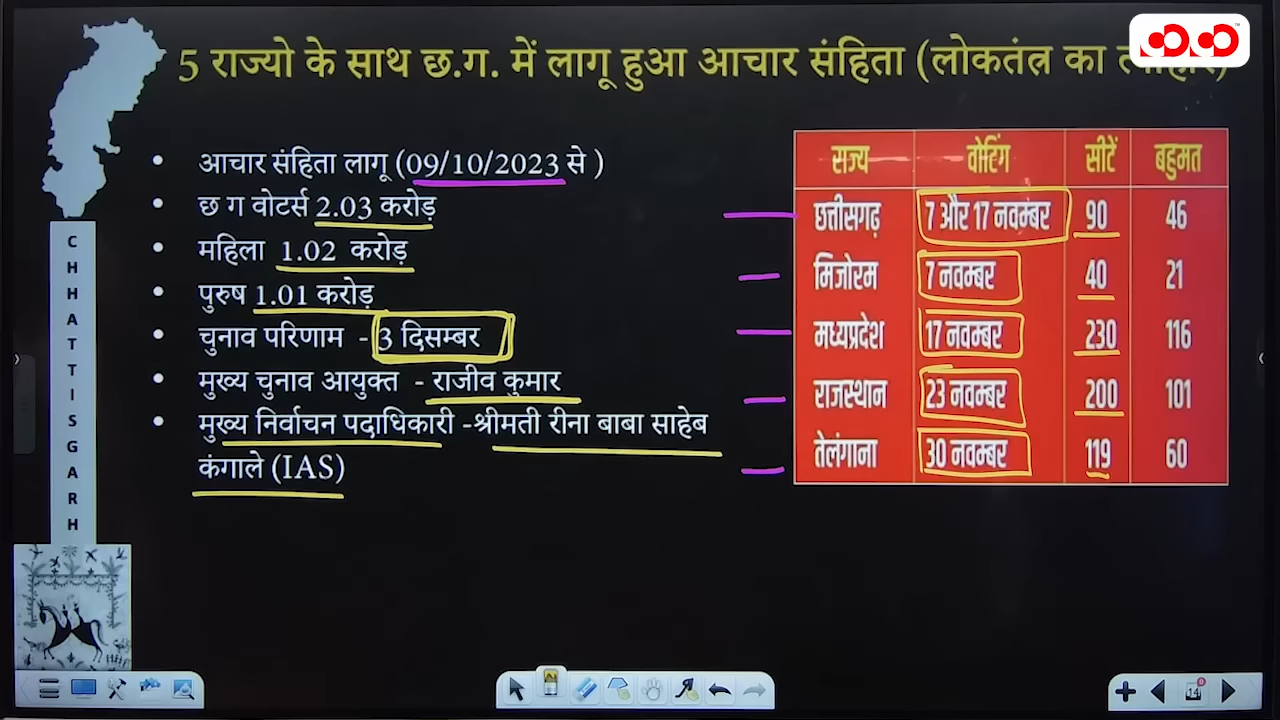 5 राज्यो के साथ छ.ग. में लागू हुआ आचार संहिता (लोकतंत्र का
• आचार संहिता लागू (09/10/2023 से )
• छ ग वोटर्स 2.03 करोड़
• महिला 1.02 करोड़
• पुरुष 1.01 करोड़
• चुनाव परिणाम - 3 दिसम्बर
• मुख्य चुनाव आयुक्त - राजीव कुमार
• मुख्य निर्वाचन पदाधिकारी -श्रीमती रीना बाबा साहेब
कंगाले (IAS)
राज्य वोटिंग सीटें बहुमत
छत्तीसगढ़ 7 और 17 नवम्बर 90 46
मिजोरम 7 नवम्बर 40 21
मध्यप्रदेश 17 नवम्बर 230 116
राजस्थान 23 नवम्बर 200 101
तेलंगाना 30 नवम्बर 119 60
CHHATTISGARH
14